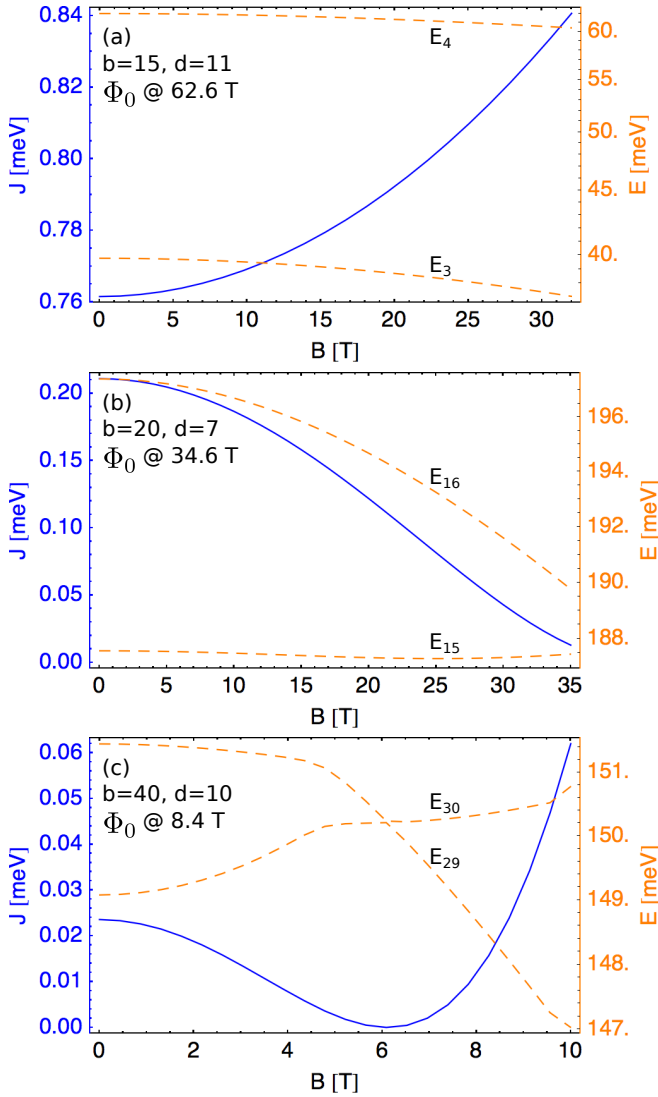 0.84
0.82
0.80
0.78
0.76
J [meV]
(a)
b=15, d=11
Φ₀ @ 62.6 T
E₄
E₃
60.
55.
50.
45.
40.
E [meV]
0 5 10 15 20 25 30
B [T]
0.20
0.15
0.10
0.05
0.00
J [meV]
(b)
b=20, d=7
Φ₀ @ 34.6 T
E₁₆
E₁₅
196.
194.
192.
190.
188.
E [meV]
0 5 10 15 20 25 30 35
B [T]
0.06
0.05
0.04
0.03
0.02
0.01
0.00
J [meV]
(c)
b=40, d=10
Φ₀ @ 8.4 T
E₃₀
E₂₉
151.
150.
149.
148.
147.
E [meV]
0 2 4 6 8 10
B [T]